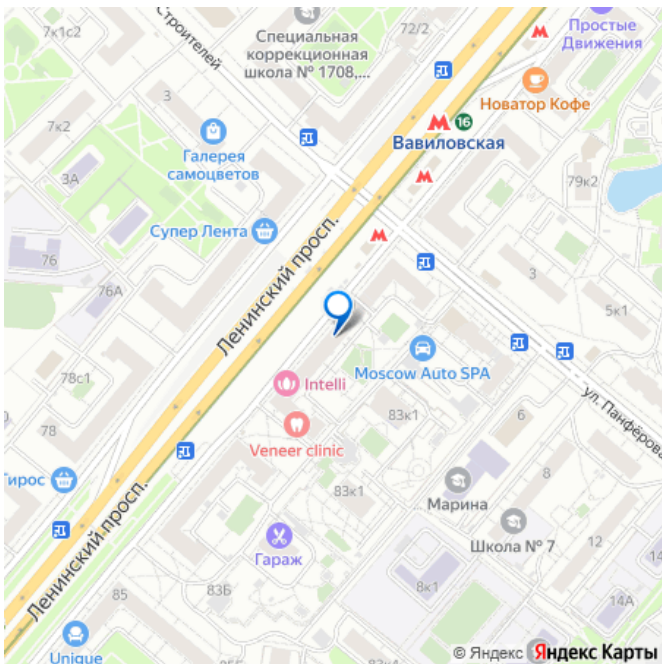 7к1с2
Строителей
Специальная
коррекционная
школа № 1708,...
72/2
М
Простые
Движения
Новатор Кофе
3
7к2
Галерея
самоцветов
М 16
Вавиловская
3А
М
79к2
Супер Лента
Ленинский просп.
М
76
76А
3
5к1
Moscow Auto SPA
78с1
Intelli
ул. Панфёрова
83к1
6
78
Veneer clinic
Гирос
83к1
Марина
8
Ленинский просп.
Школа № 7
12
Гараж
85
83Б
8к1
14А
Unique
83к4
© Яндекс Яндекс Карты